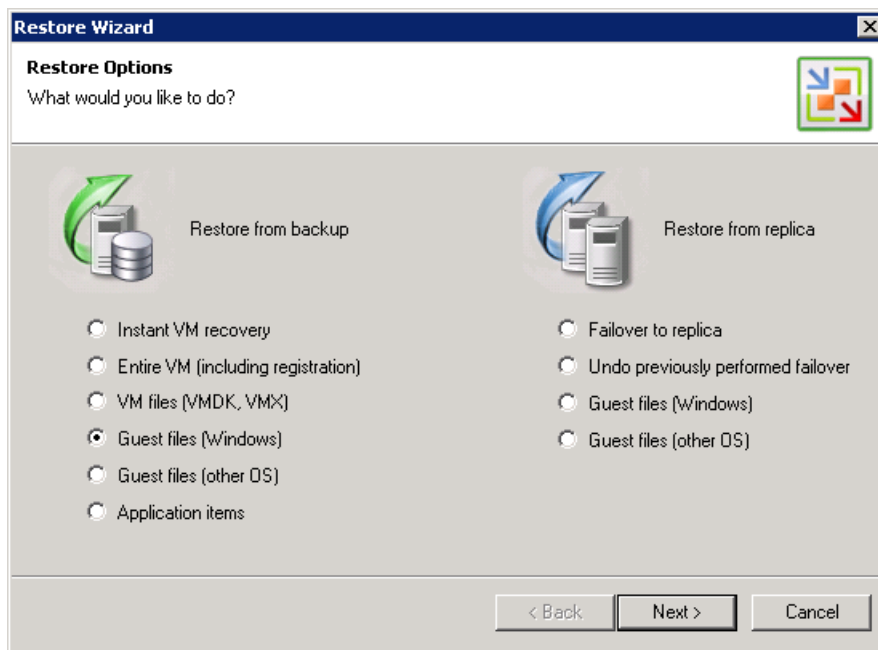 Restore Wizard
Restore Options
What would you like to do?
Restore from backup
Instant VM recovery
Entire VM (including registration)
VM files (VMDK, VMX)
Guest files (Windows)
Guest files (other OS)
Application items
Restore from replica
Failover to replica
Undo previously performed failover
Guest files (Windows)
Guest files (other OS)
< Back
Next >
Cancel